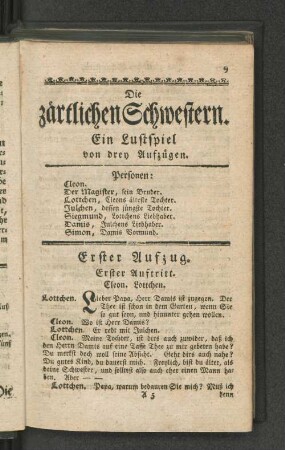 9
Die
zärtlichen Schwestern.
Ein Lustspiel
von drey Aufzügen.
Personen:
Cleon.
Der Magister, sein Bruder.
Lottchen, Cleons älteste Tochter.
Julchen, dessen jüngste Tochter.
Siegmund, Lottchens Liebhaber.
Damis, Julchens Liebhaber.
Simon, Damis Vormund.
Erster Aufzug.
Erster Auftritt.
Cleon. Lottchen.
Lottchen. Lieber Papa, Herr Damis ist zugegen. Der
Thee ist schon in dem Garten, wenn Sie
so gut seyn, und hinunter gehen wollen.
Cleon. Wo ist Herr Damis?
Lottchen. Er redt mit Julchen.
Cleon. Meine Tochter, ist dirs auch zuwider, daß ich
den Herrn Damis auf eine Tasse Thee zu mir gebeten habe?
Du merkst doch wohl seine Absicht. Geht dirs auch nahe?
Du gutes Kind, du dauerst mich. Freylich, bist du älter, als
deine Schwester, und solltest also auch eher einen Mann ha-
ben. Aber — —
Lottchen. Papa, warum bedauren Sie mich? Muß ich
A 5 denn
Die